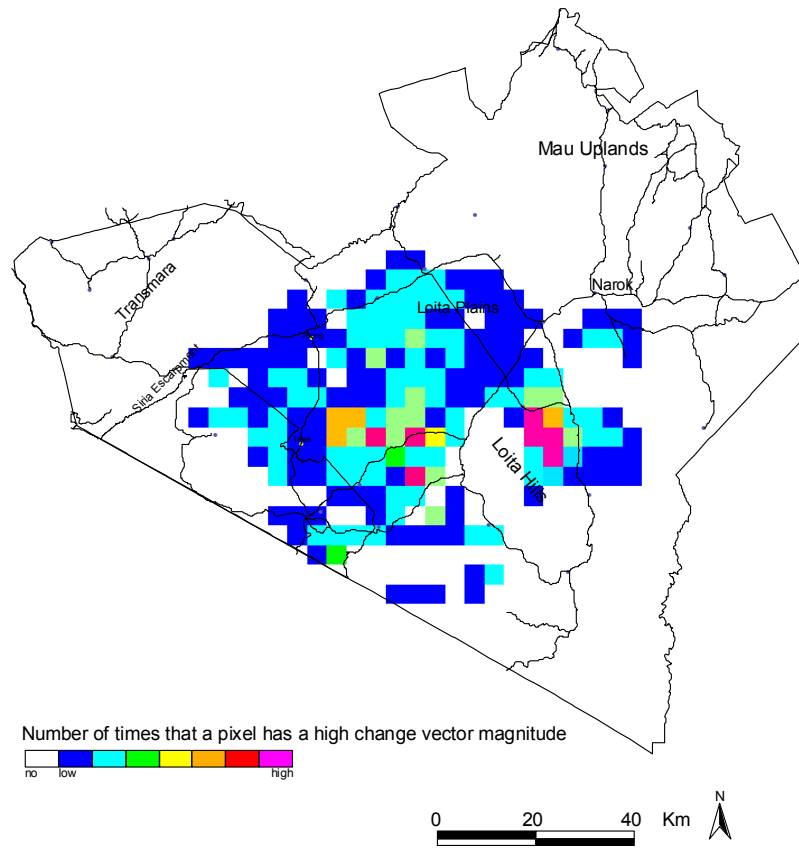 Mau Uplands
Narok
Transmara
Loita Plains
Siria Escarpment
Loita Hills
Number of times that a pixel has a high change vector magnitude
no low high
0 20 40 Km
N